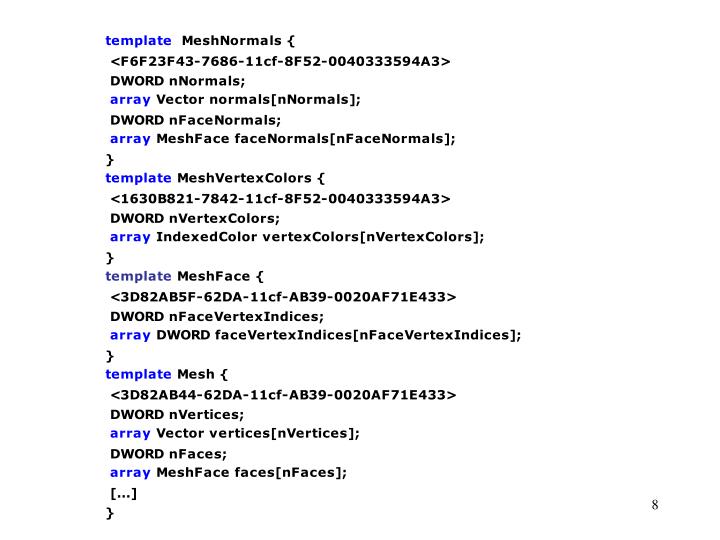 template  MeshNormals {
<F6F23F43-7686-11cf-8F52-0040333594A3>
DWORD nNormals;
array Vector normals[nNormals];
DWORD nFaceNormals;
array MeshFace faceNormals[nFaceNormals];
}
template MeshVertexColors {
<1630B821-7842-11cf-8F52-0040333594A3>
DWORD nVertexColors;
array IndexedColor vertexColors[nVertexColors];
}
template MeshFace {
<3D82AB5F-62DA-11cf-AB39-0020AF71E433>
DWORD nFaceVertexIndices;
array DWORD faceVertexIndices[nFaceVertexIndices];
}
template Mesh {
<3D82AB44-62DA-11cf-AB39-0020AF71E433>
DWORD nVertices;
array Vector vertices[nVertices];
DWORD nFaces;
array MeshFace faces[nFaces];
[...]
}
8